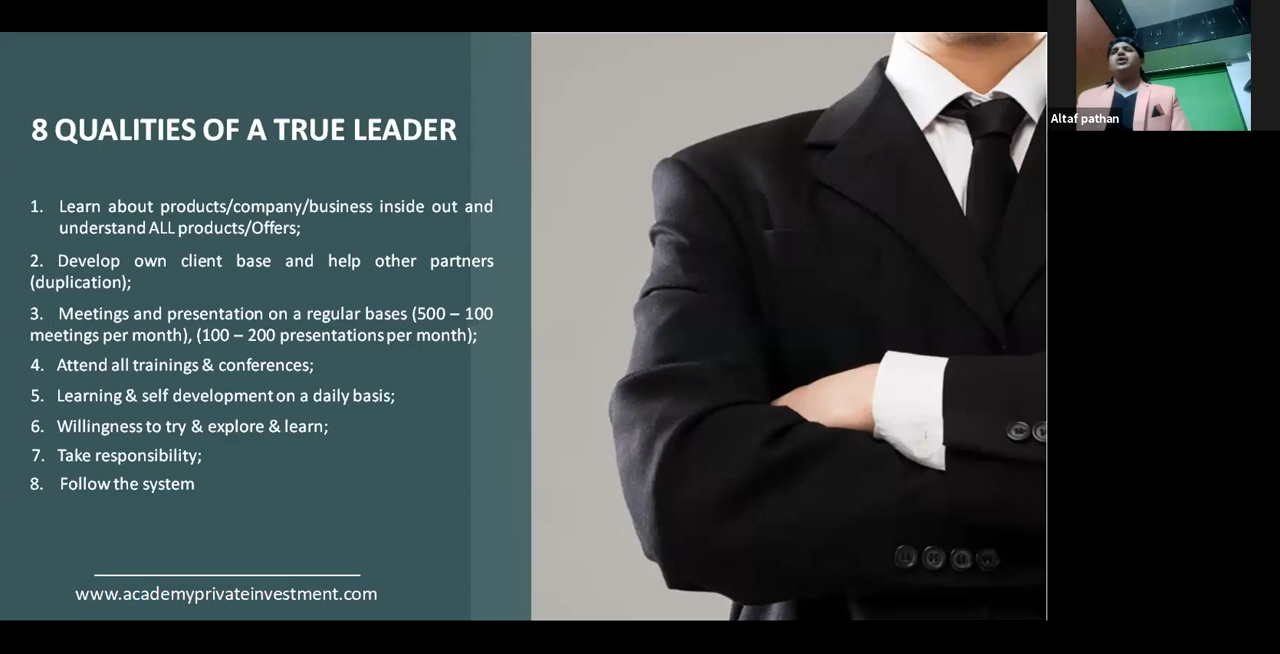 8 QUALITIES OF A TRUE LEADER
1. Learn about products/company/business inside out and
understand ALL products/Offers;
2. Develop own client base and help other partners
(duplication);
3. Meetings and presentation on a regular bases (500 – 100
meetings per month), (100 – 200 presentations per month);
4. Attend all trainings & conferences;
5. Learning & self development on a daily basis;
6. Willingness to try & explore & learn;
7. Take responsibility;
8. Follow the system
www.academyprivateinvestment.com
Altaf pathan